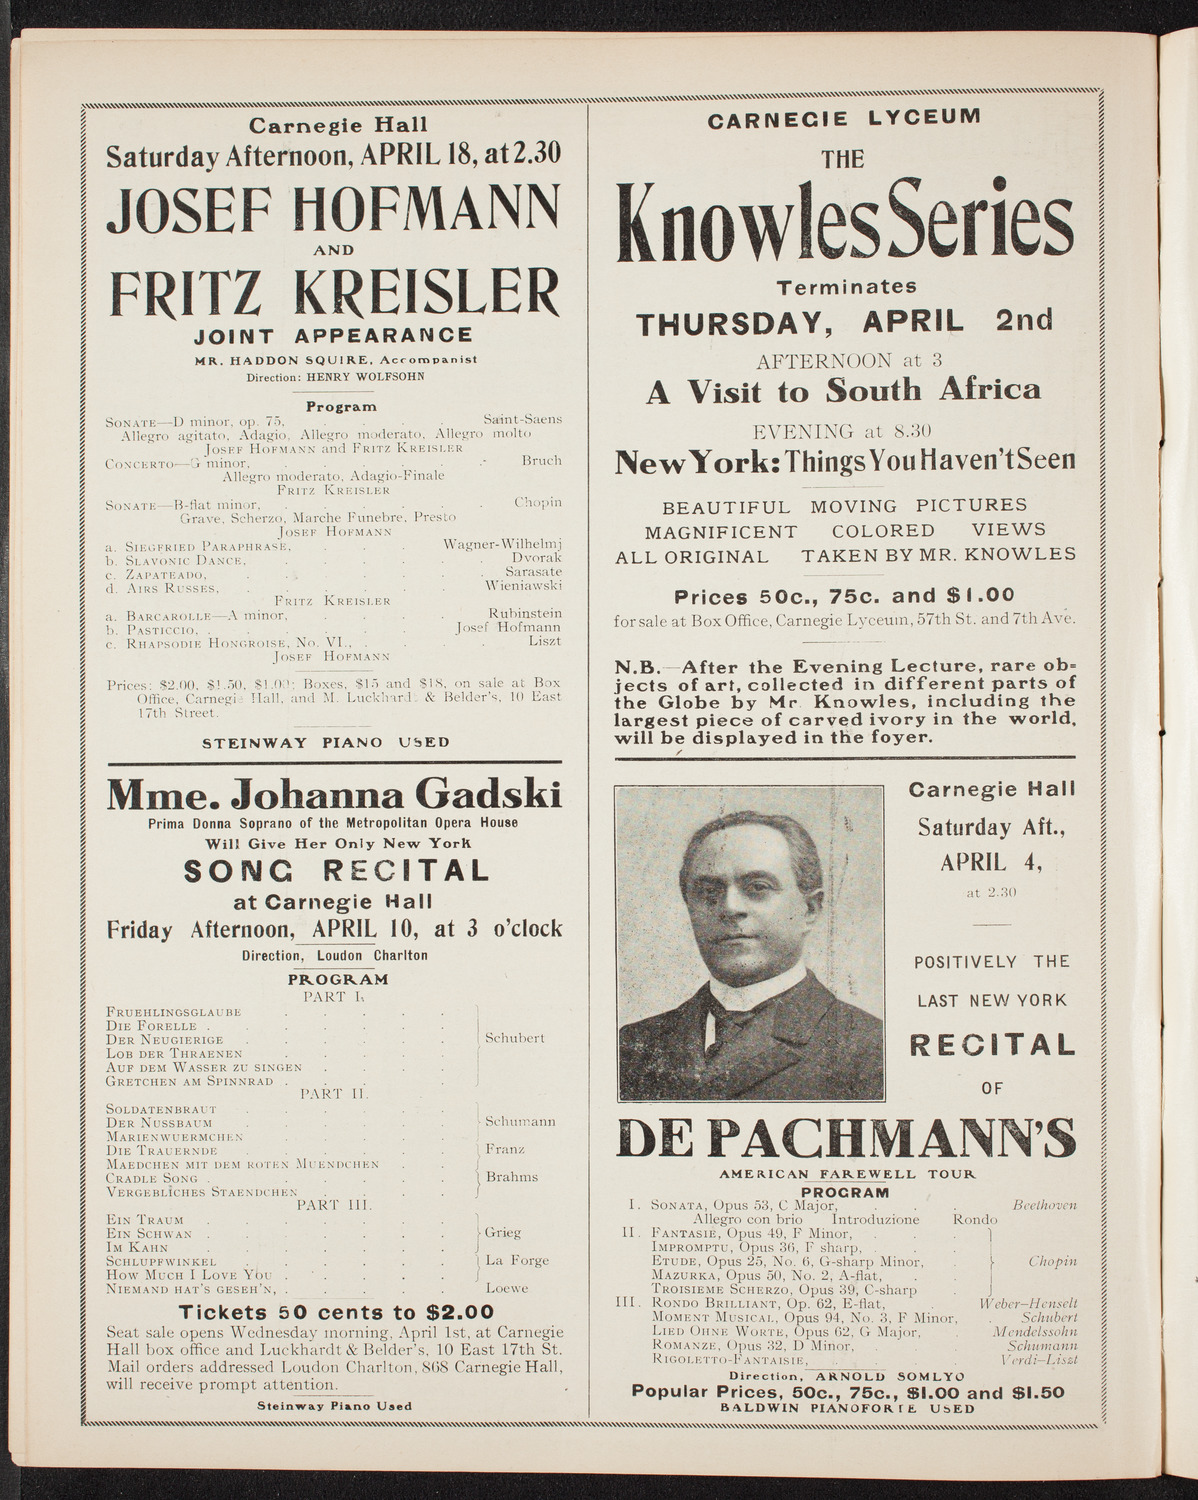 Carnegie Hall
Saturday Afternoon, APRIL 18, at 2.30
JOSEF HOFMANN
AND
FRITZ KREISLER
JOINT APPEARANCE
MR. HADDON SQUIRE, Accompanist
Direction: HENRY WOLFSOHN
Program
SONATE—D minor, op. 75, . . . . Saint-Saens
Allegro agitato, Adagio, Allegro moderato, Allegro molto
JOSEF HOFMANN and FRITZ KREISLER
CONCERTO—G minor, . . . . . Bruch
Allegro moderato, Adagio-Finale
FRITZ KREISLER
SONATE—B-flat minor, . . . . . . Chopin
Grave, Scherzo, Marche Funebre, Presto
JOSEF HOFMANN
a. SIEGFRIED PARAPHRASE, . . . Wagner-Wilhelmj
b. SLAVONIC DANCE, . . . . . . Dvorak
c. ZAPATEADO, . . . . . . . Sarasate
d. AIRS RUSSES, . . . . . . . Wieniawski
FRITZ KREISLER
a. BARCAROLLE—A minor, . . . . Rubinstein
b. PASTICCIO, . . . . . . . Josef Hofmann
c. RHAPSODIE HONGROISE, No. VI., . . . . Liszt
JOSEF HOFMANN
Prices: $2.00, $1.50, $1.00; Boxes, $15 and $18, on sale at Box
Office, Carnegie Hall, and M. Luckhardt & Belder's, 10 East
17th Street.
STEINWAY PIANO USED
Mme. Johanna Gadski
Prima Donna Soprano of the Metropolitan Opera House
Will Give Her Only New York
SONG RECITAL
at Carnegie Hall
Friday Afternoon, APRIL 10, at 3 o'clock
Direction, Loudon Charlton
PROGRAM
PART I.
FRUEHLINGSGLAUBE
DIE FORELLE
DER NEUGIERIGE Schubert
LOB DER THRAENEN
AUF DEM WASSER ZU SINGEN
GRETCHEN AM SPINNRAD
PART II.
SOLDATENBRAUT
DER NUSSBAUM Schumann
MARIENWUERMCHEN
DIE TRAUERNDE Franz
MAEDCHEN MIT DEM ROTEN MUENDCHEN
CRADLE SONG Brahms
VERGEBLICHES STAENDCHEN
PART III.
EIN TRAUM
EIN SCHWAN Grieg
IM KAHN
SCHLUPFWINKEL La Forge
HOW MUCH I LOVE YOU
NIEMAND HAT'S GESEH'N, Loewe
Tickets 50 cents to $2.00
Seat sale opens Wednesday morning, April 1st, at Carnegie
Hall box office and Luckhardt & Belder's, 10 East 17th St.
Mail orders addressed Loudon Charlton, 868 Carnegie Hall,
will receive prompt attention.
Steinway Piano Used
CARNEGIE LYCEUM
THE
Knowles Series
Terminates
THURSDAY, APRIL 2nd
AFTERNOON at 3
A Visit to South Africa
EVENING at 8.30
New York: Things You Haven't Seen
BEAUTIFUL MOVING PICTURES
MAGNIFICENT COLORED VIEWS
ALL ORIGINAL TAKEN BY MR. KNOWLES
Prices 50c., 75c. and $1.00
for sale at Box Office, Carnegie Lyceum, 57th St. and 7th Ave.
N.B.—After the Evening Lecture, rare ob-
jects of art, collected in different parts of
the Globe by Mr. Knowles, including the
largest piece of carved ivory in the world,
will be displayed in the foyer.
Carnegie Hall
Saturday Aft.,
APRIL 4,
at 2.30
POSITIVELY THE
LAST NEW YORK
RECITAL
OF
DE PACHMANN'S
AMERICAN FAREWELL TOUR
PROGRAM
I. SONATA, Opus 53, C Major, . . . Beethoven
Allegro con brio Introduzione Rondo
II. FANTASIE, Opus 49, F Minor,
IMPROMPTU, Opus 36, F sharp,
ETUDE, Opus 25, No. 6, G-sharp Minor, Chopin
MAZURKA, Opus 50, No. 2, A-flat,
TROISIEME SCHERZO, Opus 39, C-sharp
III. RONDO BRILLIANT, Op. 62, E-flat, . Weber-Henselt
MOMENT MUSICAL, Opus 94, No. 3, F Minor, . Schubert
LIED OHNE WORTE, Opus 62, G Major, . Mendelssohn
ROMANZE, Opus 32, D Minor, . . . Schumann
RIGOLETTO-FANTAISIE, . . . . Verdi-Liszt
Direction, ARNOLD SOMLYO
Popular Prices, 50c., 75c., $1.00 and $1.50
BALDWIN PIANOFORTE USED